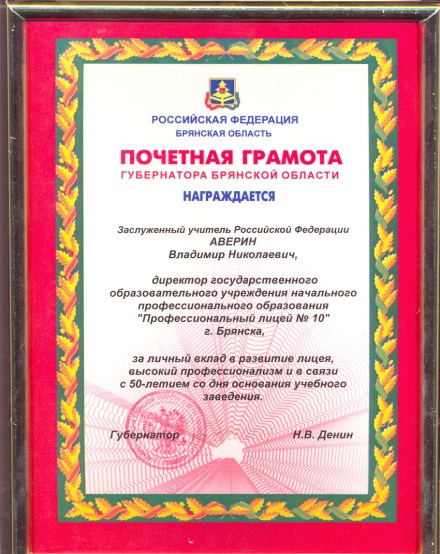 РОССИЙСКАЯ ФЕДЕРАЦИЯ
БРЯНСКАЯ ОБЛАСТЬ
ПОЧЕТНАЯ ГРАМОТА
ГУБЕРНАТОРА БРЯНСКОЙ ОБЛАСТИ
НАГРАЖДАЕТСЯ
Заслуженный учитель Российской Федерации
АВЕРИН
Владимир Николаевич,
директор государственного
образовательного учреждения начального
профессионального образования
"Профессиональный лицей № 10"
г. Брянска,
за личный вклад в развитие лицея,
высокий профессионализм и в связи
с 50-летием со дня основания учебного
заведения.
Губернатор Н.В. Денин